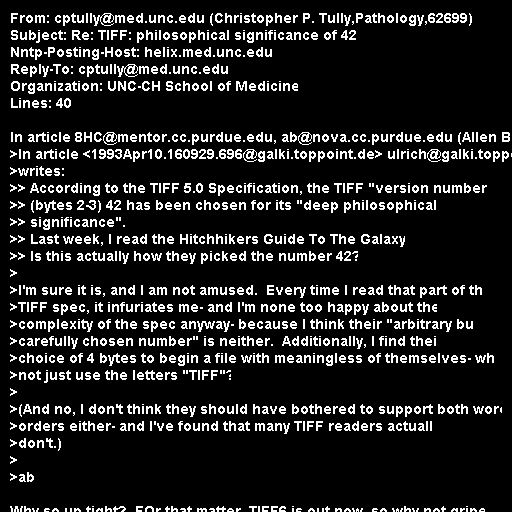 From: cptully@med.unc.edu (Christopher P. Tully,Pathology,62699)
Subject: Re: TIFF: philosophical significance of 42
Nntp-Posting-Host: helix.med.unc.edu
Reply-To: cptully@med.unc.edu
Organization: UNC-CH School of Medicine
Lines: 40

In article 8HC@mentor.cc.purdue.edu, ab@nova.cc.purdue.edu (Allen B
>In article <1993Apr10.160929.696@galki.toppoint.de> ulrich@galki.toppo
>writes:
>> According to the TIFF 5.0 Specification, the TIFF "version number
>> (bytes 2-3) 42 has been chosen for its "deep philosophical
>> significance".
>> Last week, I read the Hitchhikers Guide To The Galaxy
>> Is this actually how they picked the number 42?
>
>I'm sure it is, and I am not amused.  Every time I read that part of th
>TIFF spec, it infuriates me- and I'm none too happy about the
>complexity of the spec anyway- because I think their "arbitrary bu
>carefully chosen number" is neither.  Additionally, I find thei
>choice of 4 bytes to begin a file with meaningless of themselves- wh
>not just use the letters "TIFF"?
>
>(And no, I don't think they should have bothered to support both word
>orders either- and I've found that many TIFF readers actuall
>don't.)
>
>ab

Why so up tight?  FOr that matter, TIFF6 is out now, so why not gripe